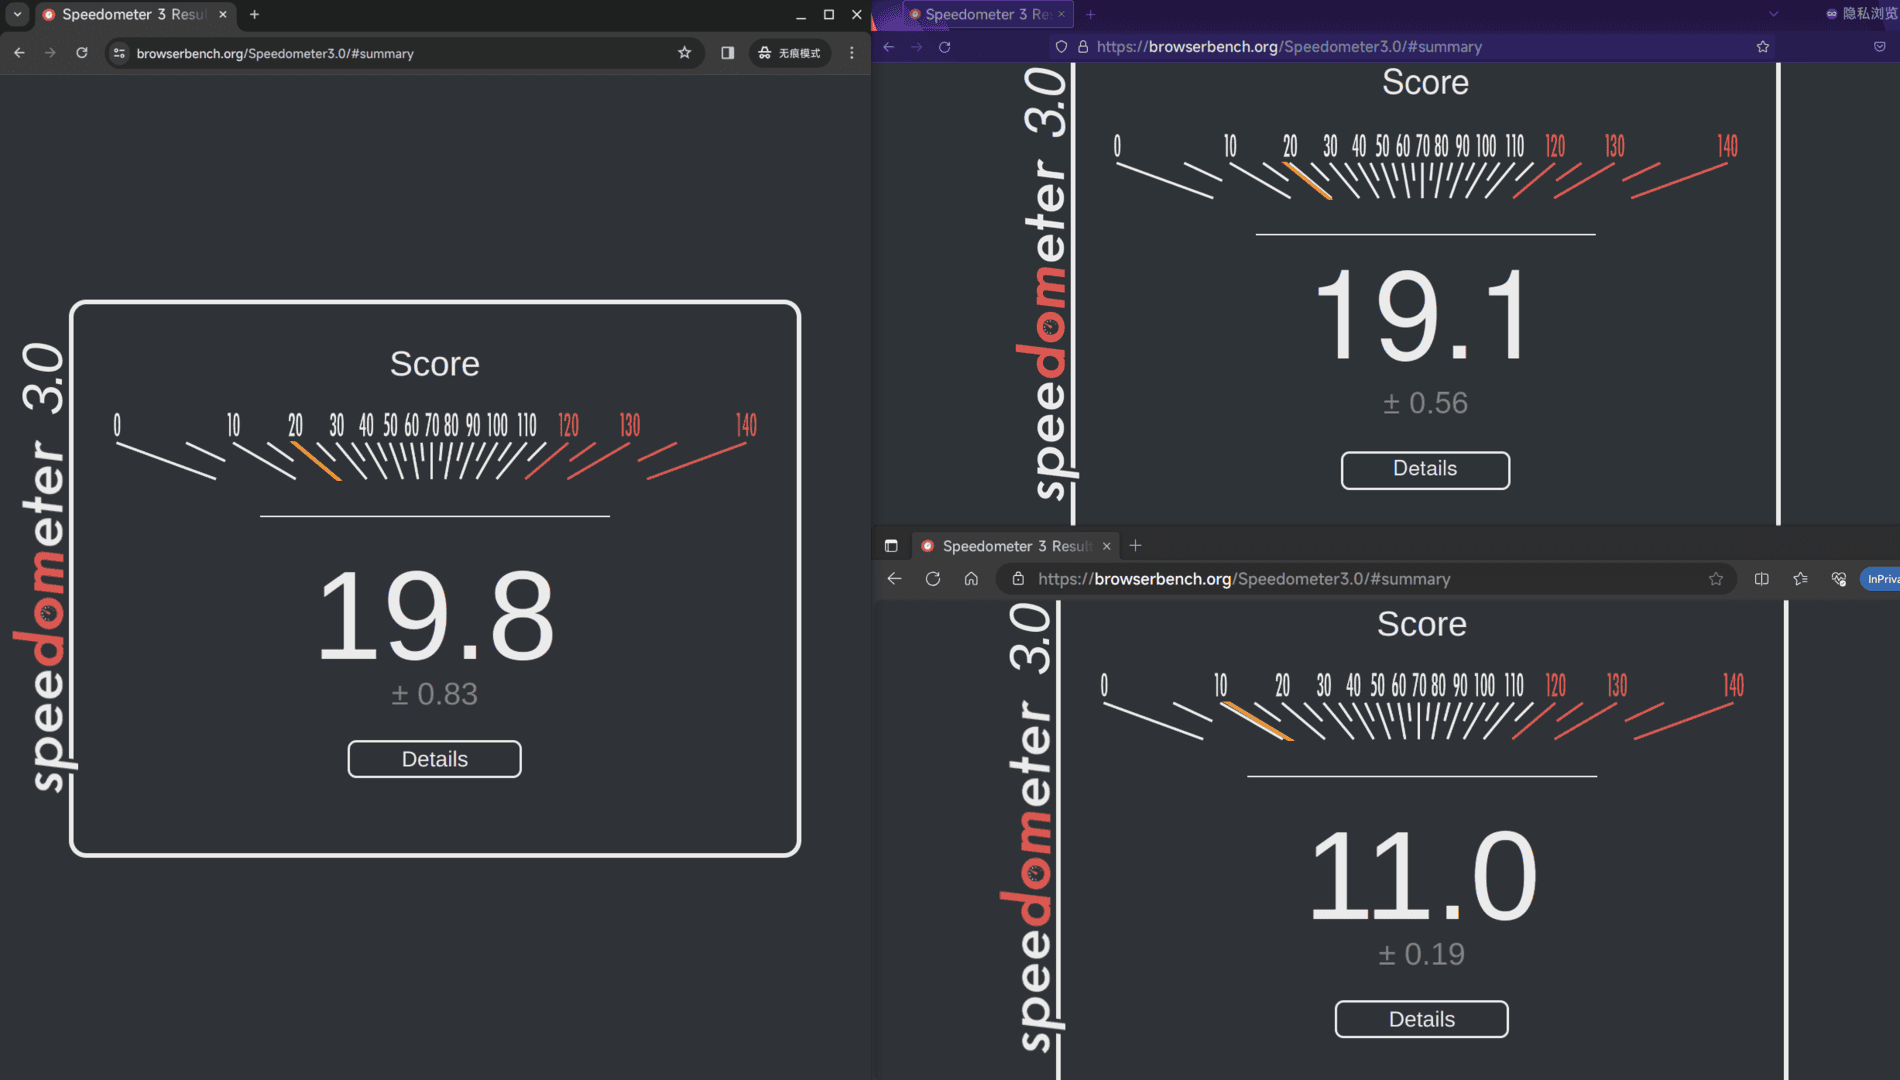 Speedometer 3 Resu
browserbench.org/Speedometer3.0/#summary
无痕模式
speedometer 3.0
Score
0 10 20 30 40 50 60 70 80 90 100 110 120 130 140
19.8
± 0.83
Details
Speedometer 3 Re
隐私浏览
https://browserbench.org/Speedometer3.0/#summary
speedometer 3.0
Score
0 10 20 30 40 50 60 70 80 90 100 110 120 130 140
19.1
± 0.56
Details
Speedometer 3 Result
https://browserbench.org/Speedometer3.0/#summary
InPriva
speedometer 3.0
Score
0 10 20 30 40 50 60 70 80 90 100 110 120 130 140
11.0
± 0.19
Details